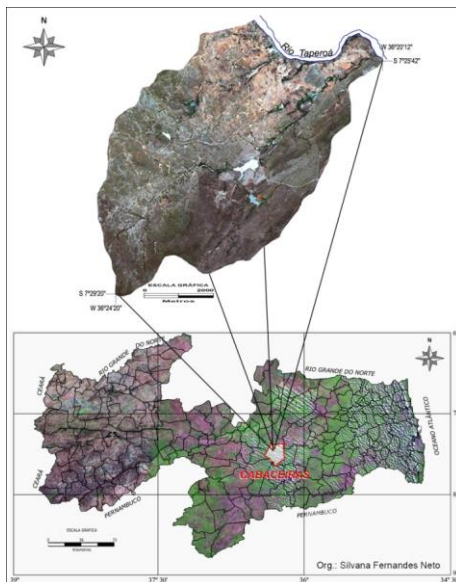 N
Rio Taperoá
W 36°20'12"
S 7°25'42"
ESCALA GRÁFICA
0 2000
Metros
S 7°29'20"
W 36°24'20"
RIO GRANDE DO NORTE
RIO GRANDE DO NORTE
CEARÁ
CEARÁ
OCEANO ATLÂNTICO
CABACEIRAS
PERNAMBUCO
PERNAMBUCO
ESCALA GRÁFICA
Org.: Silvana Fernandes Neto
37° 30'
36°